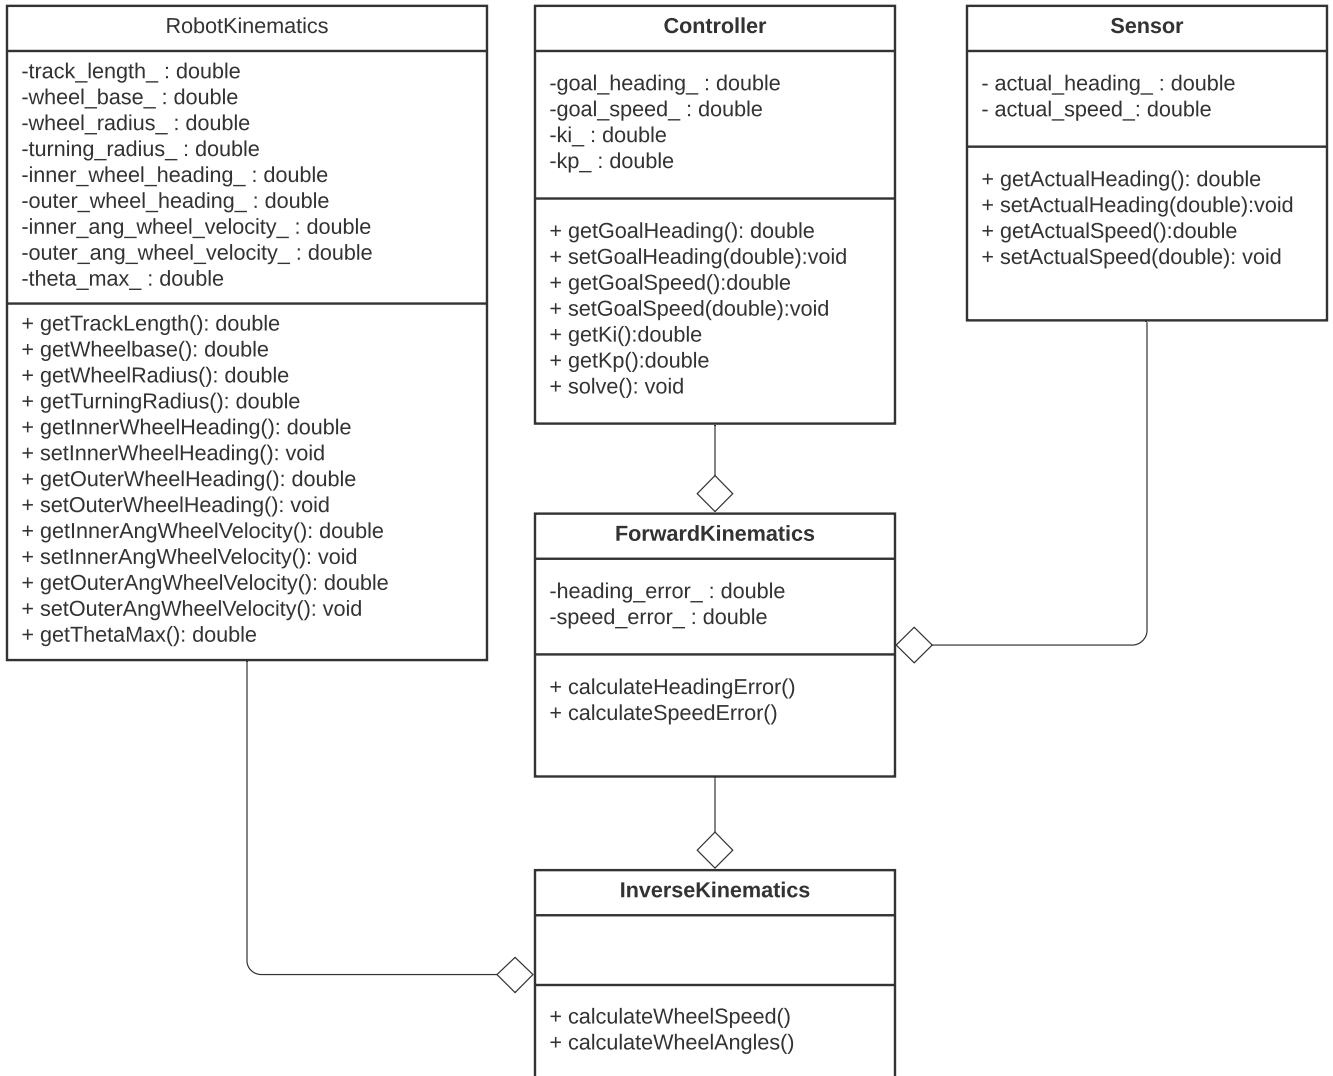 RobotKinematics
-track_length_ : double
-wheel_base_ : double
-wheel_radius_ : double
-turning_radius_ : double
-inner_wheel_heading_ : double
-outer_wheel_heading_ : double
-inner_ang_wheel_velocity_ : double
-outer_ang_wheel_velocity_ : double
-theta_max_ : double
+ getTrackLength(): double
+ getWheelbase(): double
+ getWheelRadius(): double
+ getTurningRadius(): double
+ getInnerWheelHeading(): double
+ setInnerWheelHeading(): void
+ getOuterWheelHeading(): double
+ setOuterWheelHeading(): void
+ getInnerAngWheelVelocity(): double
+ setInnerAngWheelVelocity(): void
+ getOuterAngWheelVelocity(): double
+ setOuterAngWheelVelocity(): void
+ getThetaMax(): double
Controller
-goal_heading_ : double
-goal_speed_ : double
-ki_ : double
-kp_ : double
+ getGoalHeading(): double
+ setGoalHeading(double):void
+ getGoalSpeed():double
+ setGoalSpeed(double):void
+ getKi():double
+ getKp():double
+ solve(): void
Sensor
- actual_heading_ : double
- actual_speed_: double
+ getActualHeading(): double
+ setActualHeading(double):void
+ getActualSpeed():double
+ setActualSpeed(double): void
ForwardKinematics
-heading_error_ : double
-speed_error_ : double
+ calculateHeadingError()
+ calculateSpeedError()
InverseKinematics
+ calculateWheelSpeed()
+ calculateWheelAngles()